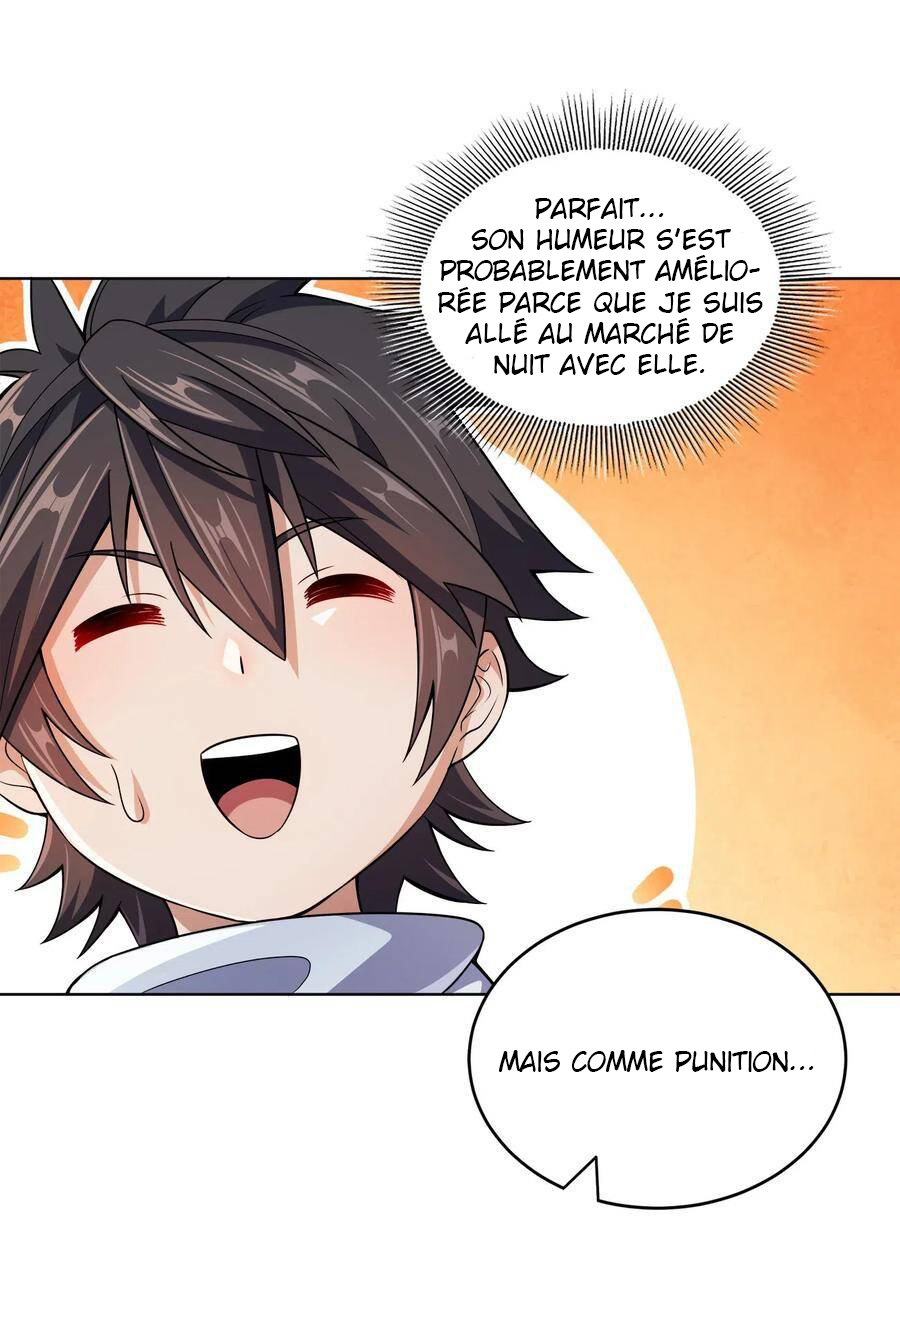 PARFAIT...
SON HUMEUR S'EST
PROBABLEMENT AMÉLIO-
RÉE PARCE QUE JE SUIS
ALLÉ AU MARCHÉ DE
NUIT AVEC ELLE.
MAIS COMME PUNITION...